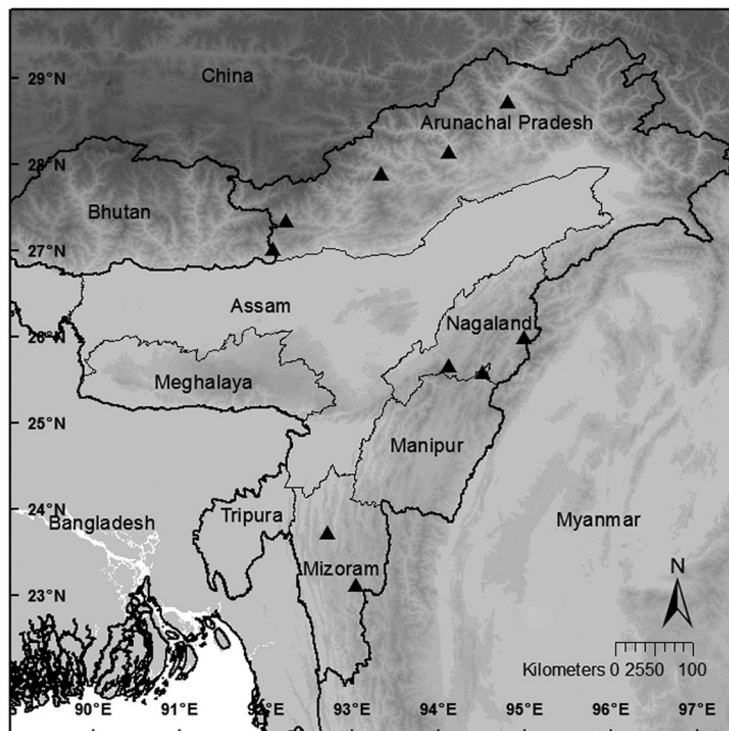 29°N
China
Arunachal Pradesh
28°N
Bhutan
27°N
Assam
Nagaland
26°N
Meghalaya
25°N
Manipur
24°N
Bangladesh
Tripura
Myanmar
Mizoram
23°N
N
Kilometers 0 2550 100
90°E 91°E 92°E 93°E 94°E 95°E 96°E 97°E